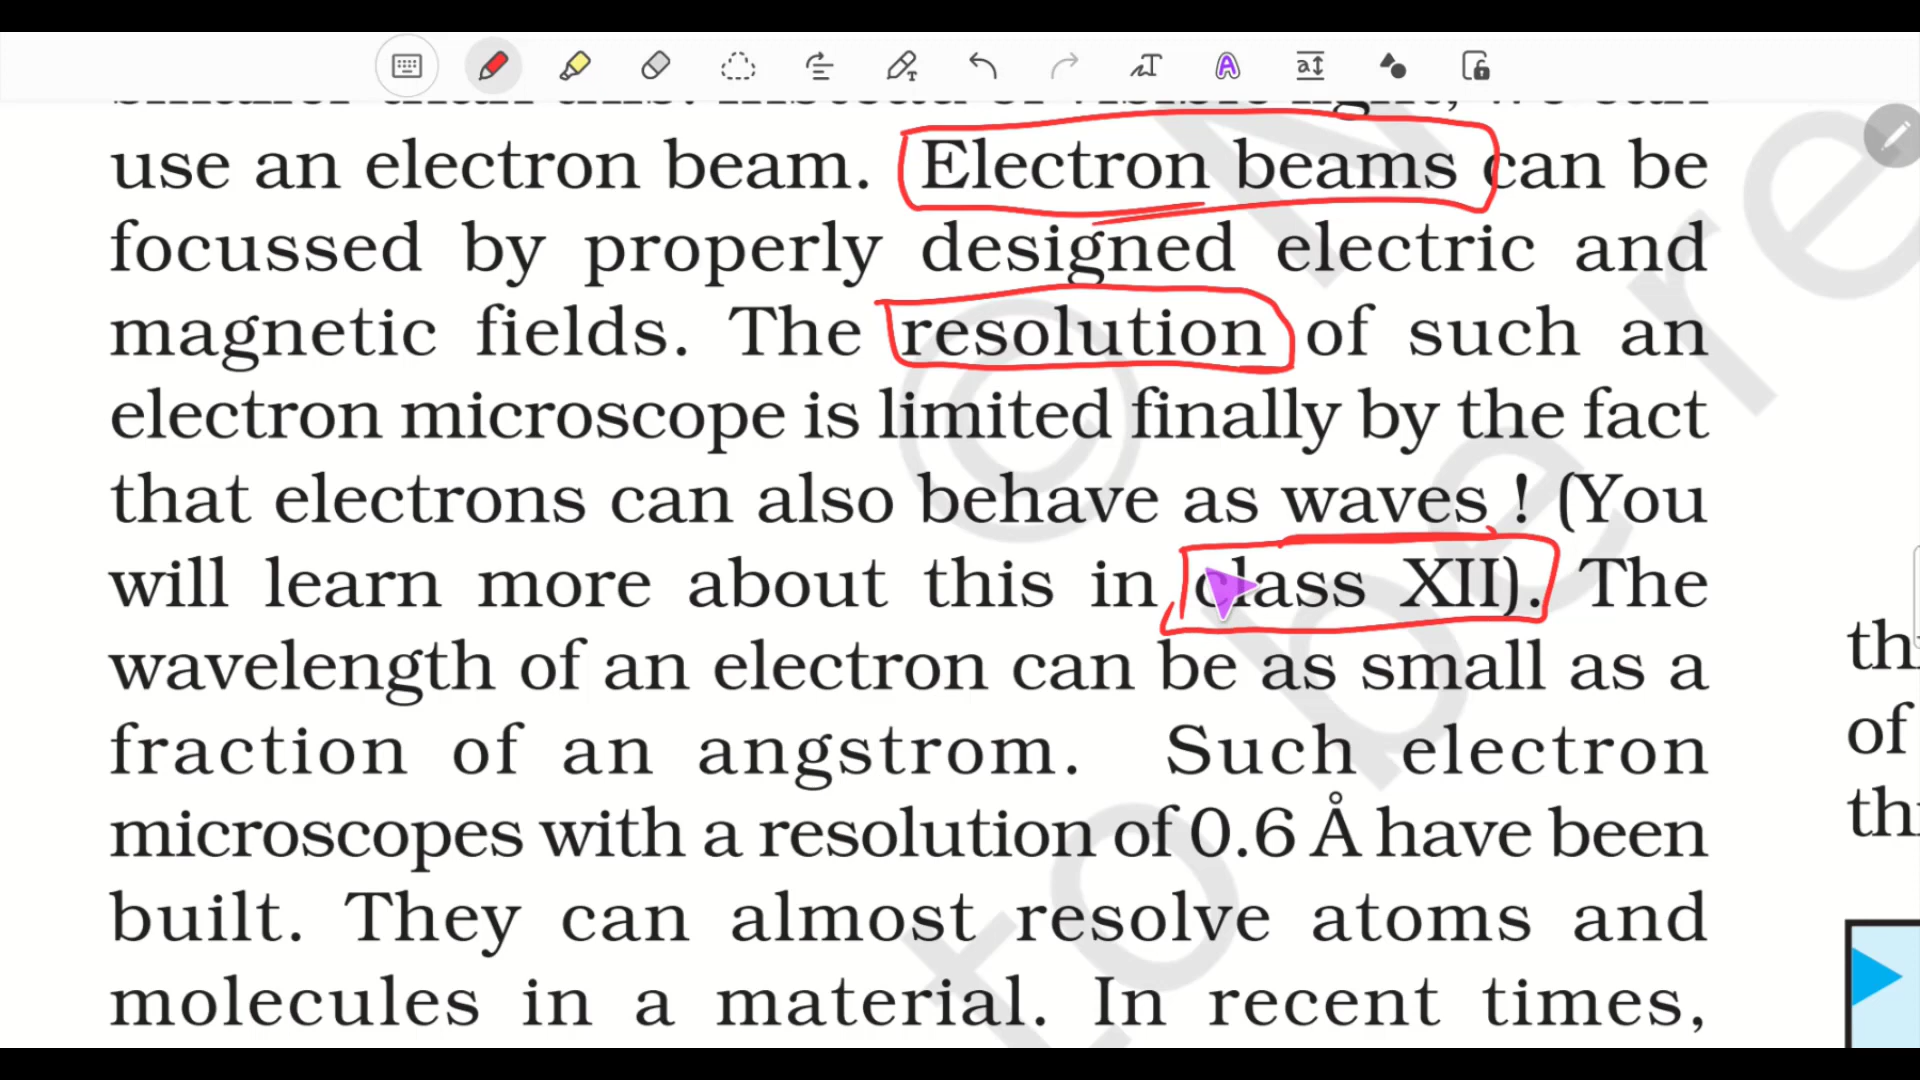 use an electron beam. Electron beams can be
focussed by properly designed electric and
magnetic fields. The resolution of such an
electron microscope is limited finally by the fact
that electrons can also behave as waves ! (You
will learn more about this in class XII). The
wavelength of an electron can be as small as a
fraction of an angstrom. Such electron
microscopes with a resolution of 0.6 Å have been
built. They can almost resolve atoms and
molecules in a material. In recent times,
of